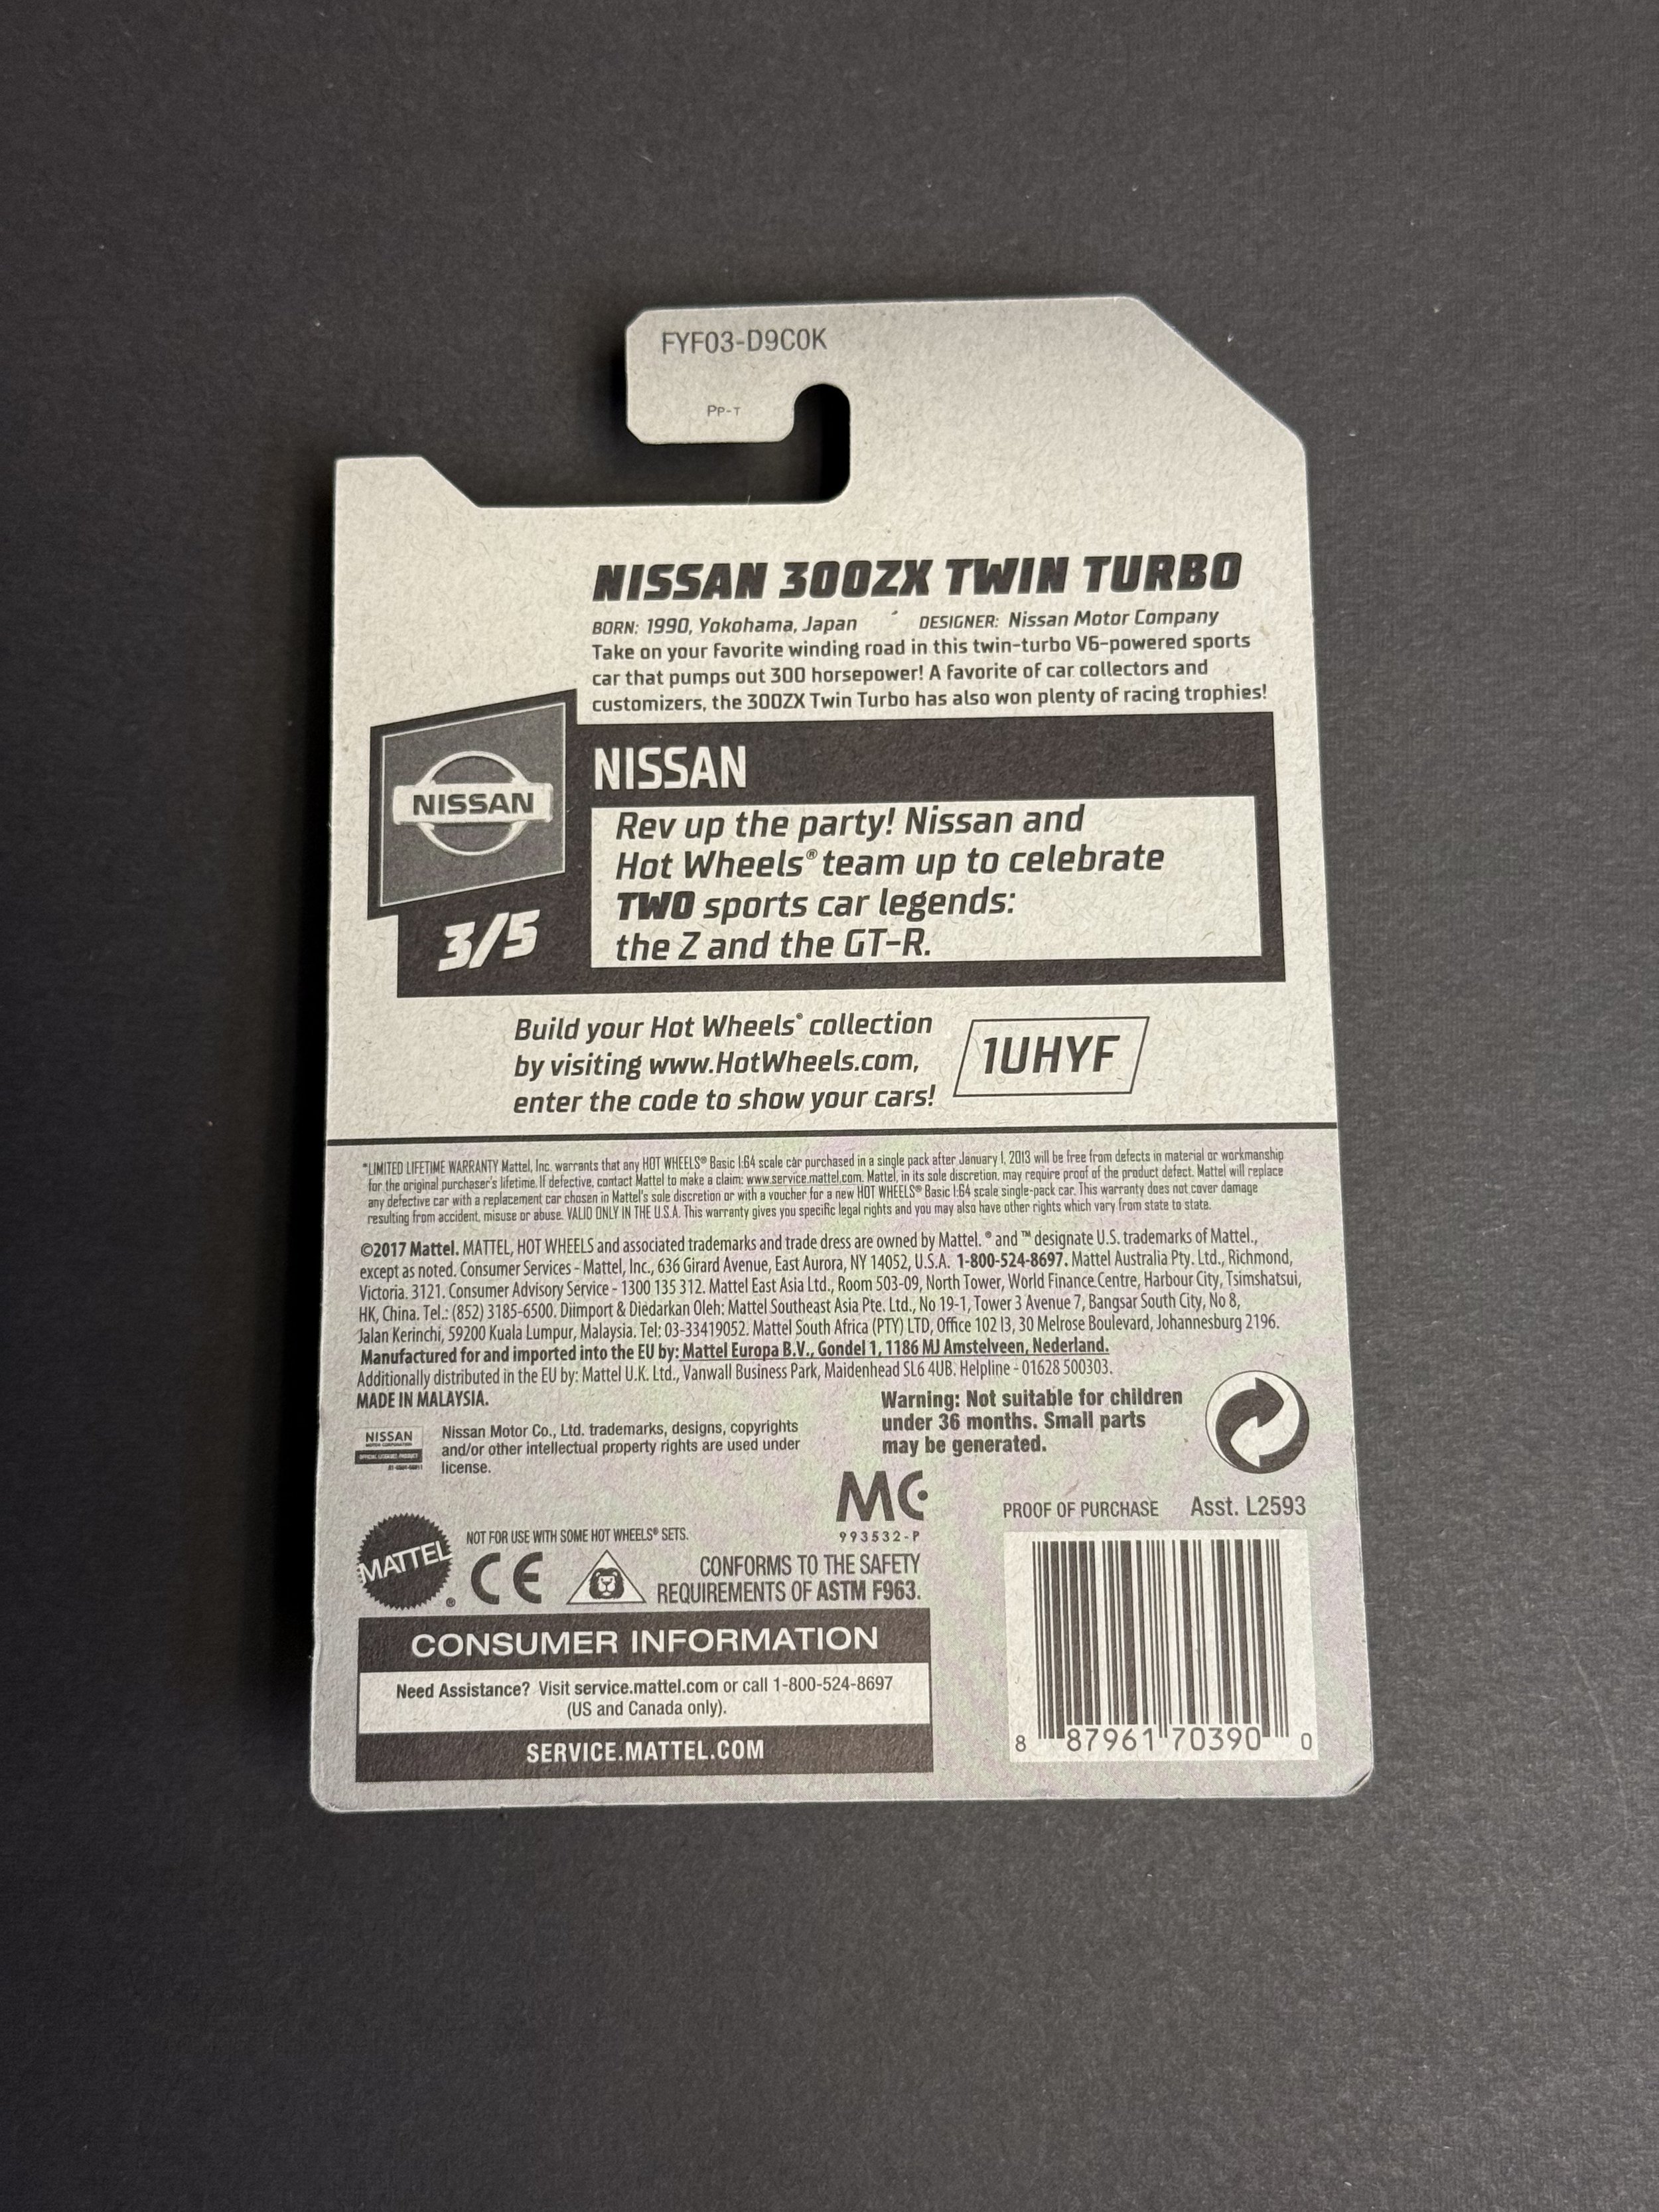 FYF03-D9C0K
PP-T
NISSAN 300ZX TWIN TURBO
BORN: 1990, Yokohama, Japan DESIGNER: Nissan Motor Company
Take on your favorite winding road in this twin-turbo V6-powered sports
car that pumps out 300 horsepower! A favorite of car collectors and
customizers, the 300ZX Twin Turbo has also won plenty of racing trophies!
NISSAN
NISSAN
3/5
Rev up the party! Nissan and
Hot Wheels® team up to celebrate
TWO sports car legends:
the Z and the GT-R.
Build your Hot Wheels® collection
by visiting www.HotWheels.com,
enter the code to show your cars!
1UHYF
*LIMITED LIFETIME WARRANTY Mattel, Inc. warrants that any HOT WHEELS® Basic 1:64 scale car purchased in a single pack after January 1, 2013 will be free from defects in material or workmanship
for the original purchaser's lifetime. If defective, contact Mattel to make a claim: www.service.mattel.com. Mattel, in its sole discretion, may require proof of the product defect. Mattel will replace
any defective car with a replacement car chosen in Mattel's sole discretion or with a voucher for a new HOT WHEELS® Basic 1:64 scale single-pack car. This warranty does not cover damage
resulting from accident, misuse or abuse. VALID ONLY IN THE U.S.A. This warranty gives you specific legal rights and you may also have other rights which vary from state to state.
©2017 Mattel. MATTEL, HOT WHEELS and associated trademarks and trade dress are owned by Mattel. ® and ™ designate U.S. trademarks of Mattel.,
except as noted. Consumer Services - Mattel, Inc., 636 Girard Avenue, East Aurora, NY 14052, U.S.A. 1-800-524-8697. Mattel Australia Pty. Ltd., Richmond,
Victoria. 3121. Consumer Advisory Service - 1300 135 312. Mattel East Asia Ltd., Room 503-09, North Tower, World Finance Centre, Harbour City, Tsimshatsui,
HK, China. Tel.: (852) 3185-6500. Diimport & Diedarkan Oleh: Mattel Southeast Asia Pte. Ltd., No 19-1, Tower 3 Avenue 7, Bangsar South City, No 8,
Jalan Kerinchi, 59200 Kuala Lumpur, Malaysia. Tel: 03-33419052. Mattel South Africa (PTY) LTD, Office 102 I3, 30 Melrose Boulevard, Johannesburg 2196.
Manufactured for and imported into the EU by: Mattel Europa B.V., Gondel 1, 1186 MJ Amstelveen, Nederland.
Additionally distributed in the EU by: Mattel U.K. Ltd., Vanwall Business Park, Maidenhead SL6 4UB. Helpline - 01628 500303.
MADE IN MALAYSIA.
Warning: Not suitable for children
under 36 months. Small parts
may be generated.
NISSAN
Nissan Motor Co., Ltd. trademarks, designs, copyrights
and/or other intellectual property rights are used under
license.
MC
993532-P
PROOF OF PURCHASE Asst. L2593
MATTEL®
NOT FOR USE WITH SOME HOT WHEELS® SETS.
CE
CONFORMS TO THE SAFETY
REQUIREMENTS OF ASTM F963.
CONSUMER INFORMATION
Need Assistance? Visit service.mattel.com or call 1-800-524-8697
(US and Canada only).
SERVICE.MATTEL.COM
8 87961 70390 0